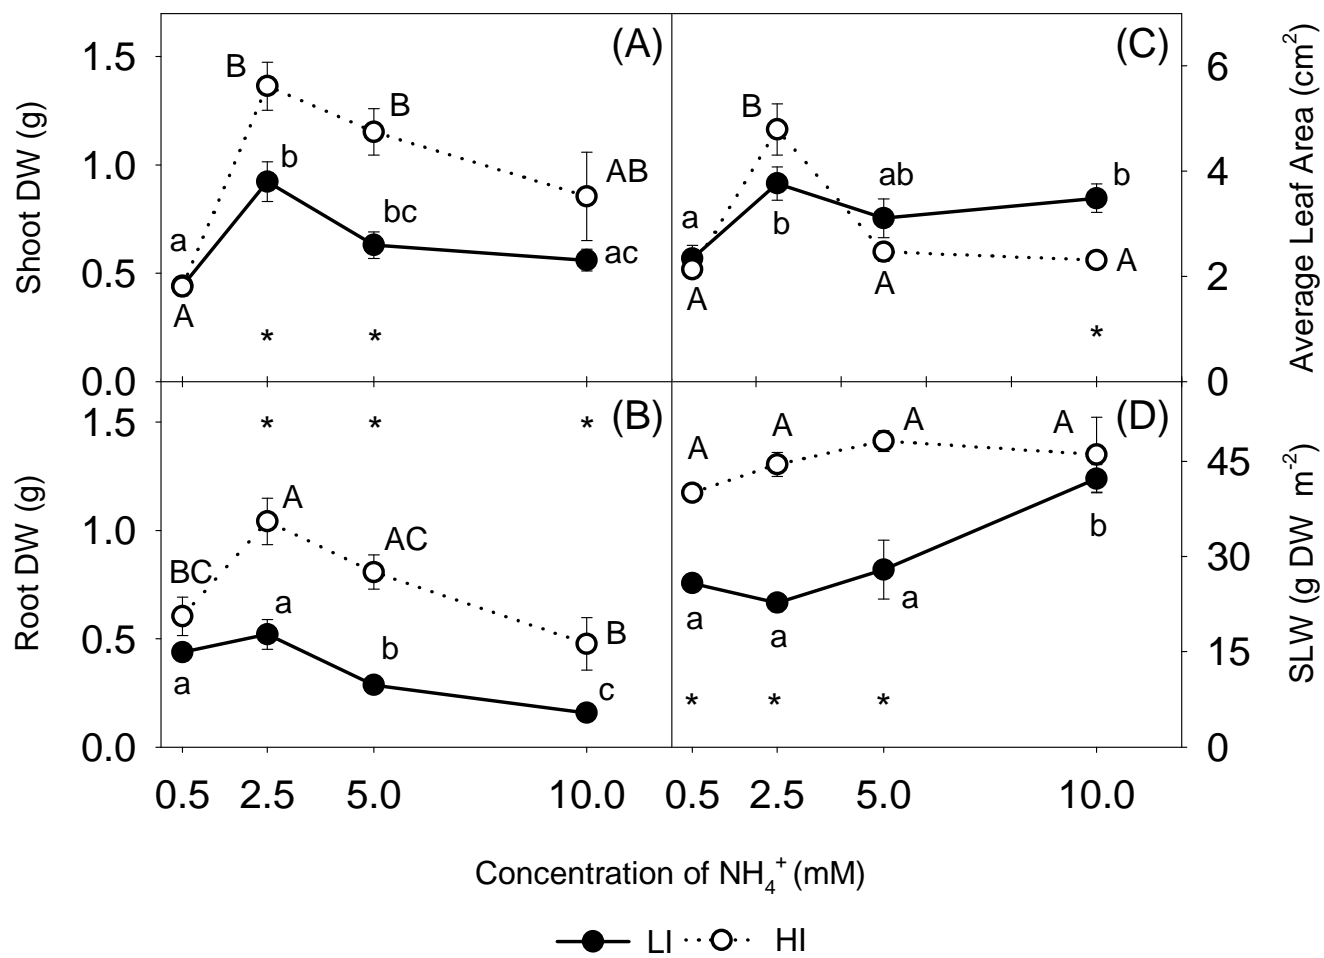 (A)
(C)
1.5
1.0
0.5
0.0
Shoot DW (g)
B
B
AB
b
bc
ac
a
A
* *
6
4
2
0
Average Leaf Area (cm²)
B
a
b
ab
b
A
A
A
*
(B)
(D)
1.5
1.0
0.5
0.0
Root DW (g)
* * *
BC
A
AC
B
a
a
b
c
45
30
15
0
SLW (g DW m⁻²)
A
A
A
A
a
a
a
b
* * *
0.5 2.5 5.0 10.0
0.5 2.5 5.0 10.0
Concentration of NH₄⁺ (mM)
LI HI